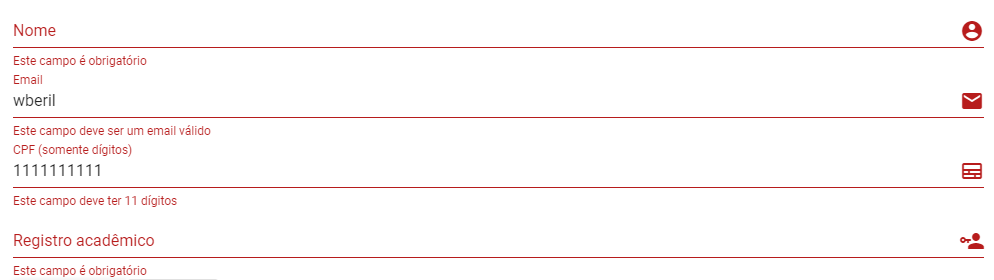 Nome
Este campo é obrigatório
Email
wberil
Este campo deve ser um email válido
CPF (somente dígitos)
1111111111
Este campo deve ter 11 dígitos
Registro acadêmico
Este campo é obrigatório